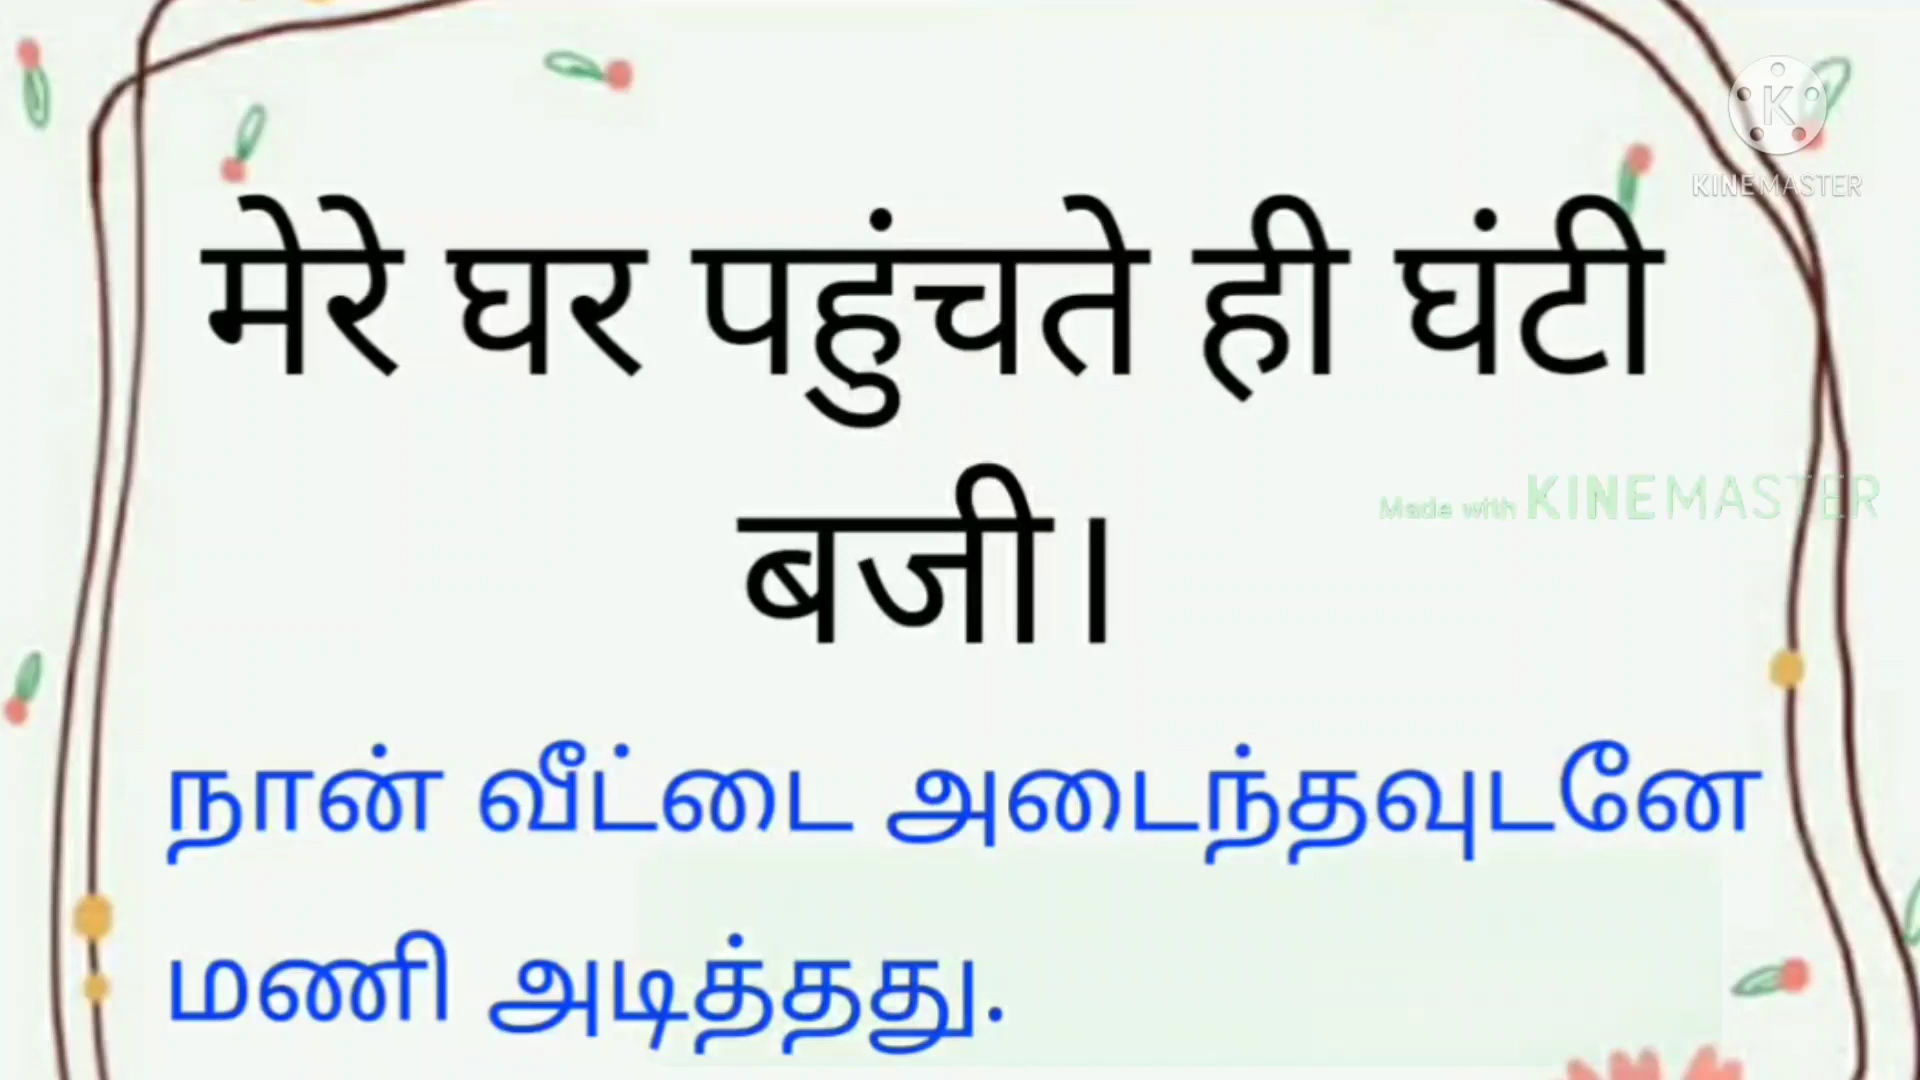 K
KINEMASTER
मेरे घर पहुंचते ही घंटी
बजी।
Made with KINEMASTER
நான் வீட்டை அடைந்தவுடனே
மணி அடித்தது.